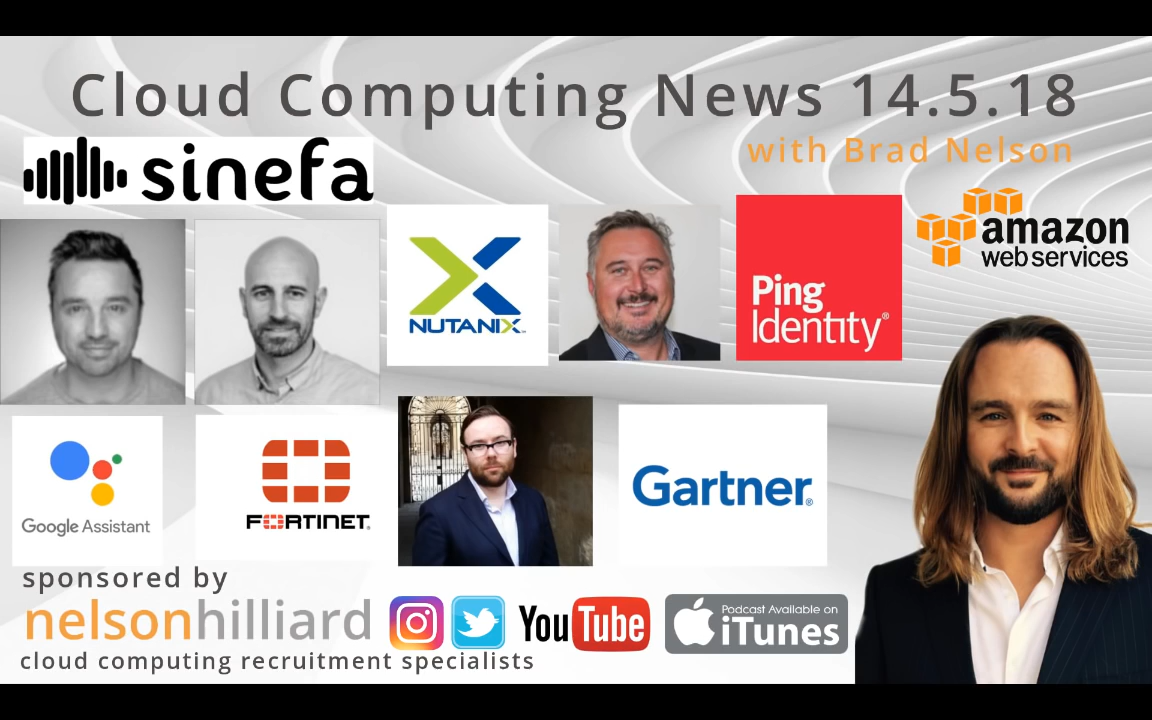 Cloud Computing News 14.5.18
with Brad Nelson
sinefa
NUTANIX™
Ping
Identity®
amazon
web services
Google Assistant
FORTINET®
Gartner®
sponsored by
nelsonhilliard
cloud computing recruitment specialists
YouTube
Podcast Available on
iTunes